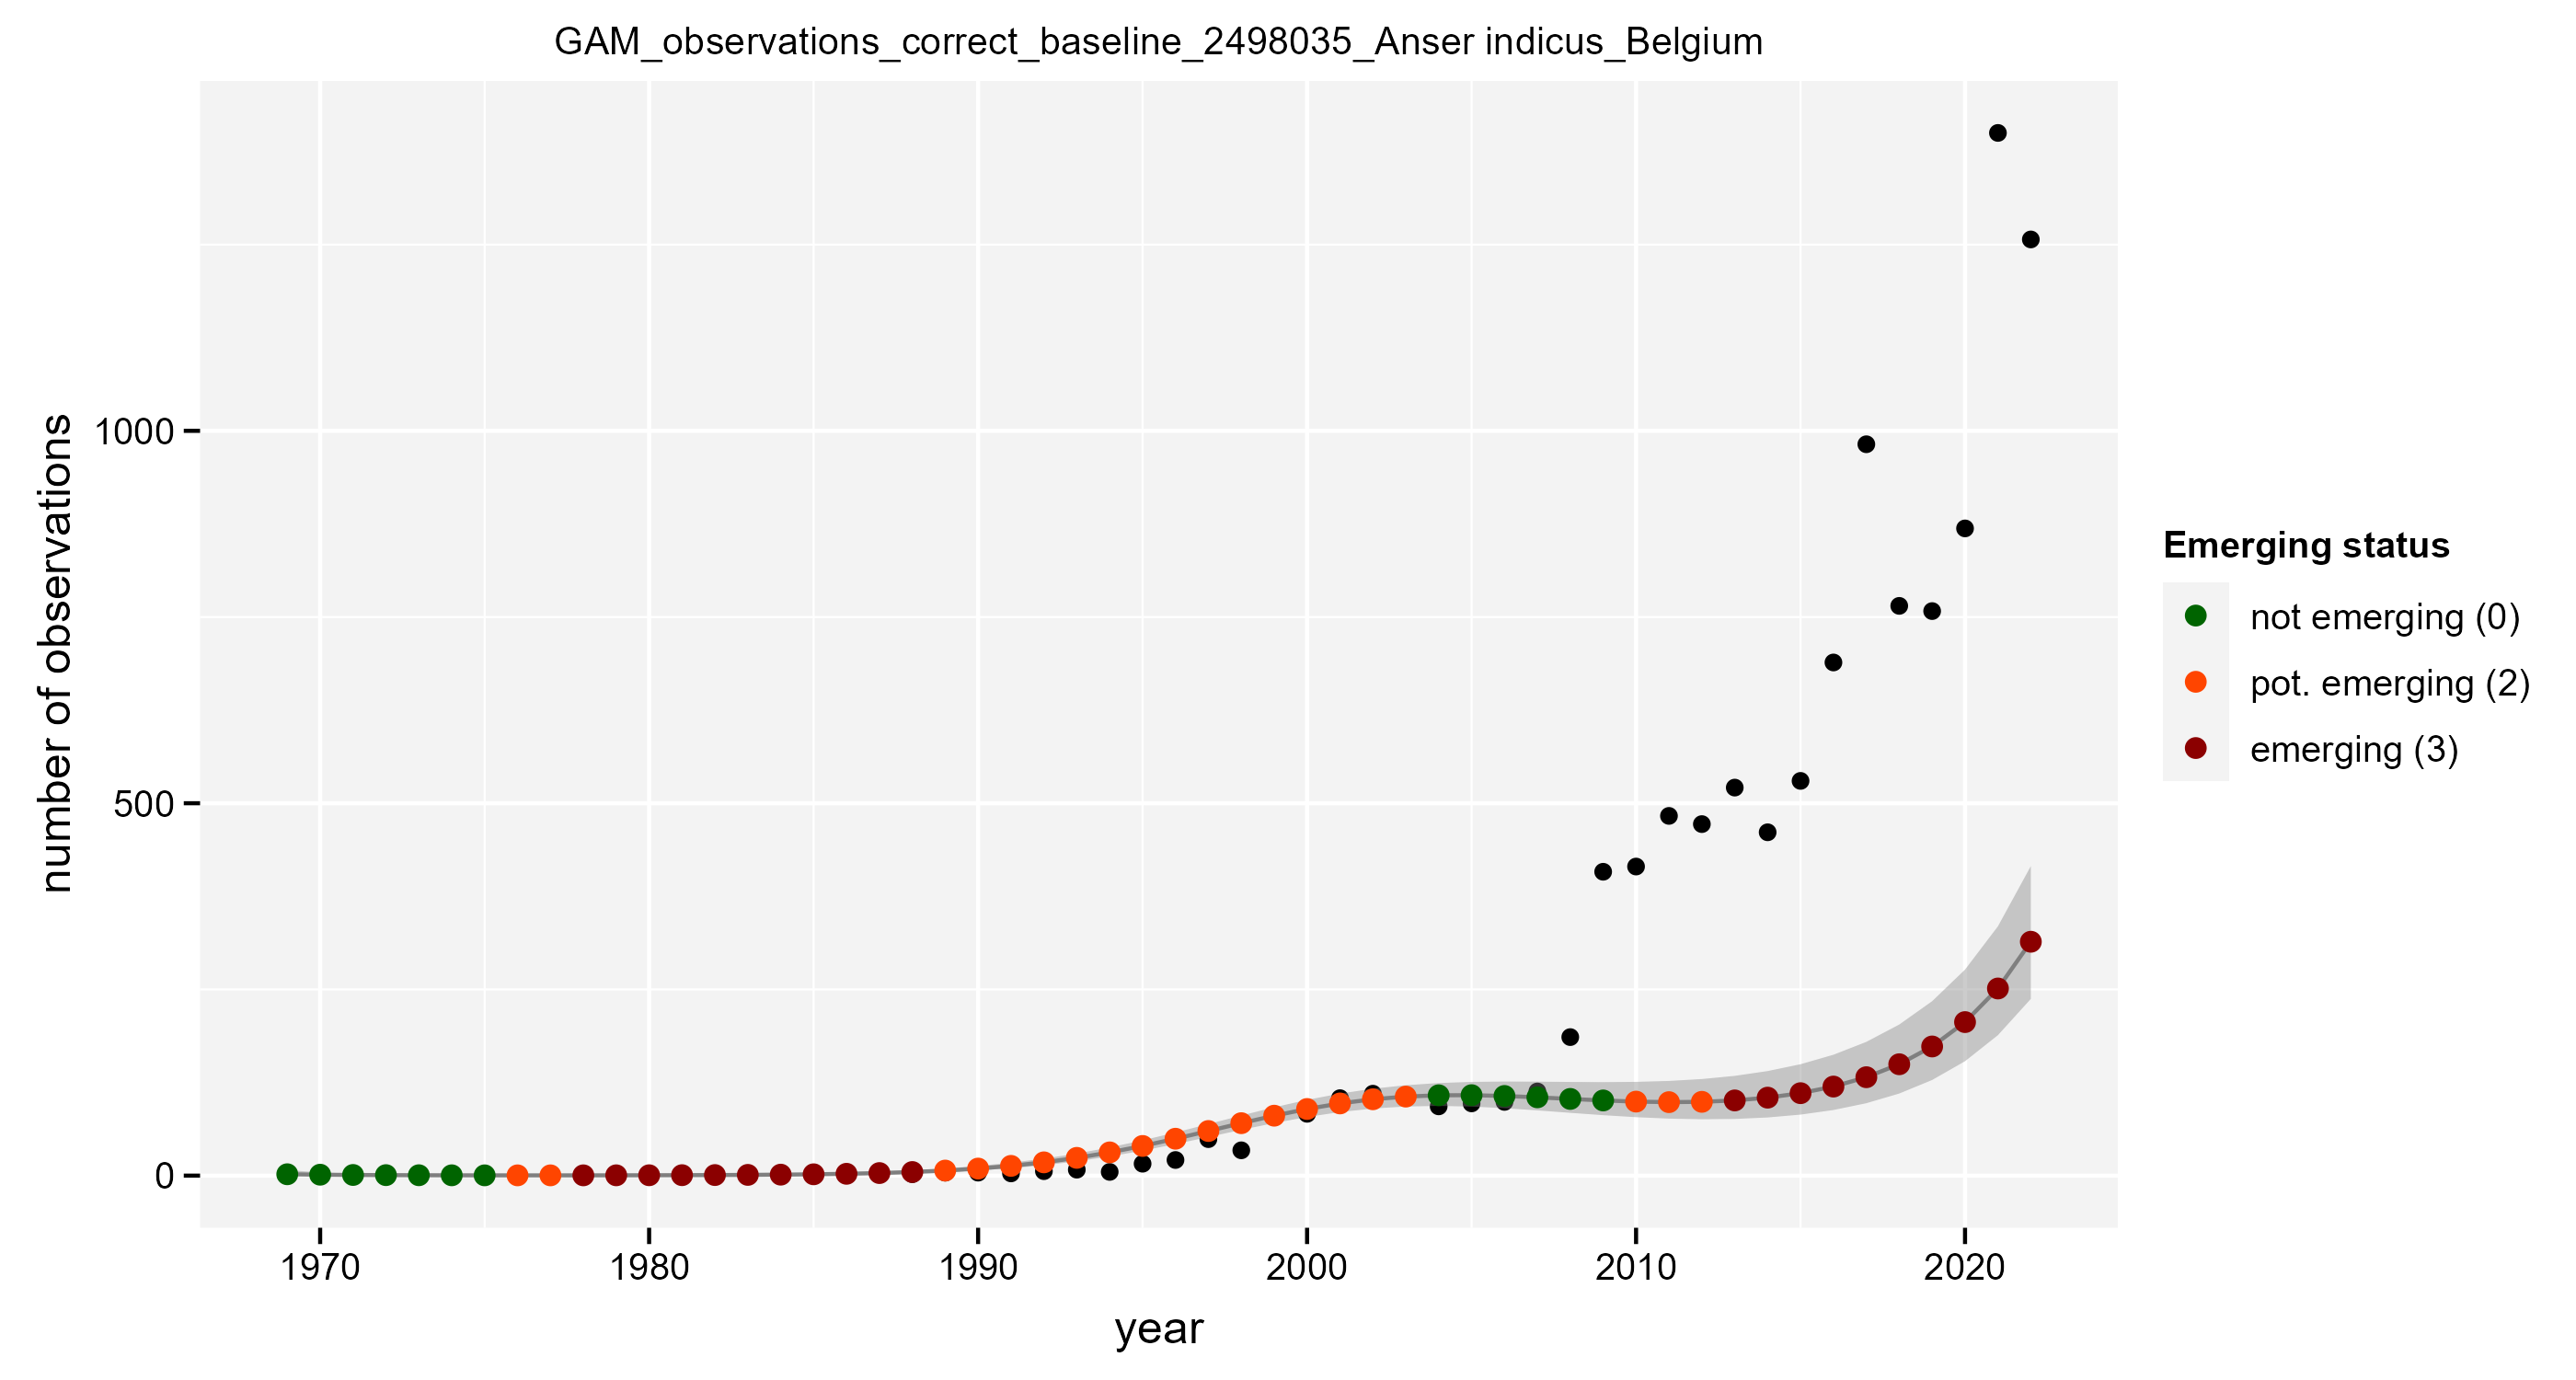 GAM_observations_correct_baseline_2498035_Anser indicus_Belgium
number of observations
1000
500
0
1970
1980
1990
2000
2010
2020
year
Emerging status
not emerging (0)
pot. emerging (2)
emerging (3)